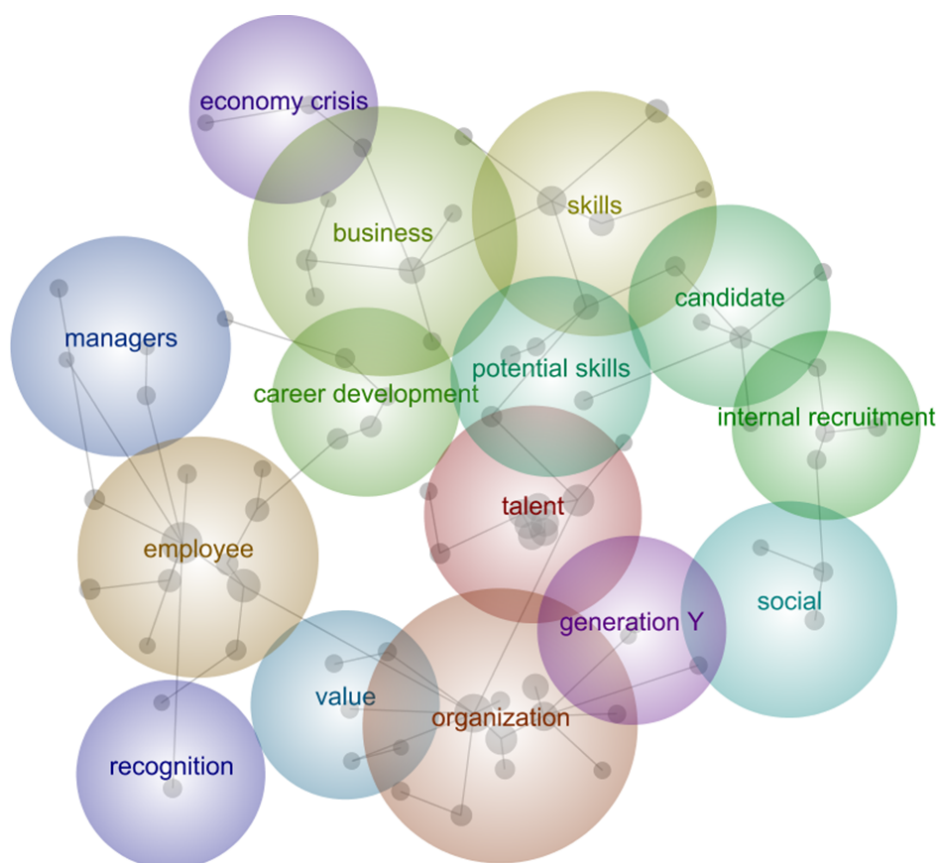 economy crisis
skills
business
candidate
managers
potential skills
career development
internal recruitment
talent
employee
social
generation Y
value
organization
recognition